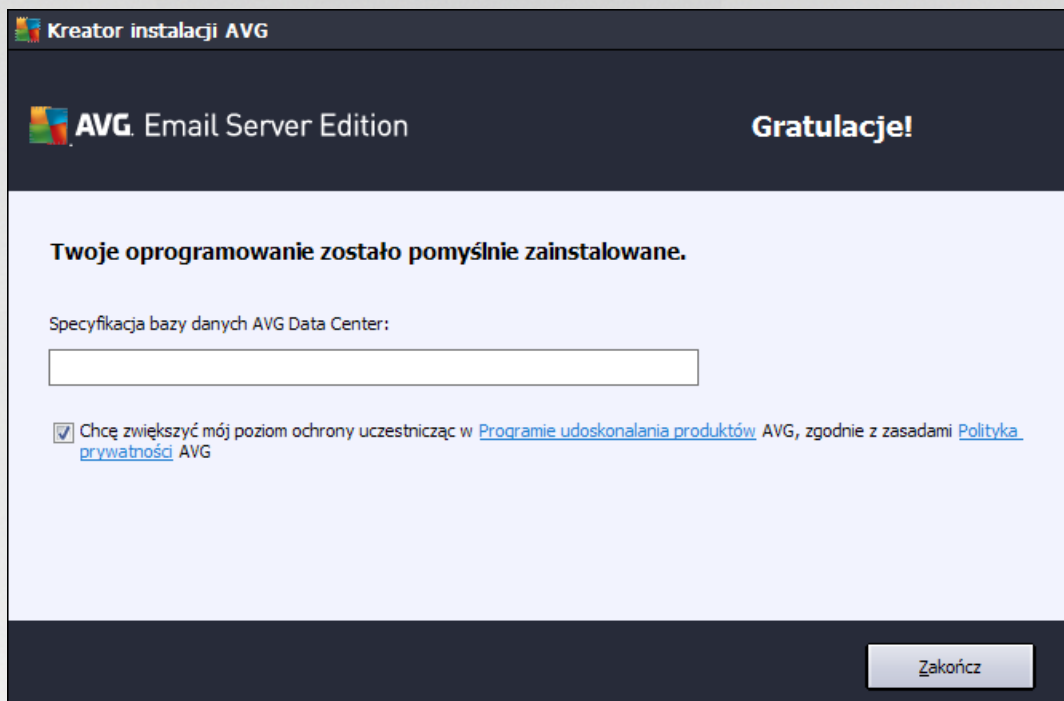 Kreator instalacji AVG
AVG. Email Server Edition
Gratulacje!
Twoje oprogramowanie zostało pomyślnie zainstalowane.
Specyfikacja bazy danych AVG Data Center:
Chcę zwiększyć mój poziom ochrony uczestnicząc w Programie udoskonalania produktów AVG, zgodnie z zasadami Polityka
prywatności AVG
Zakończ